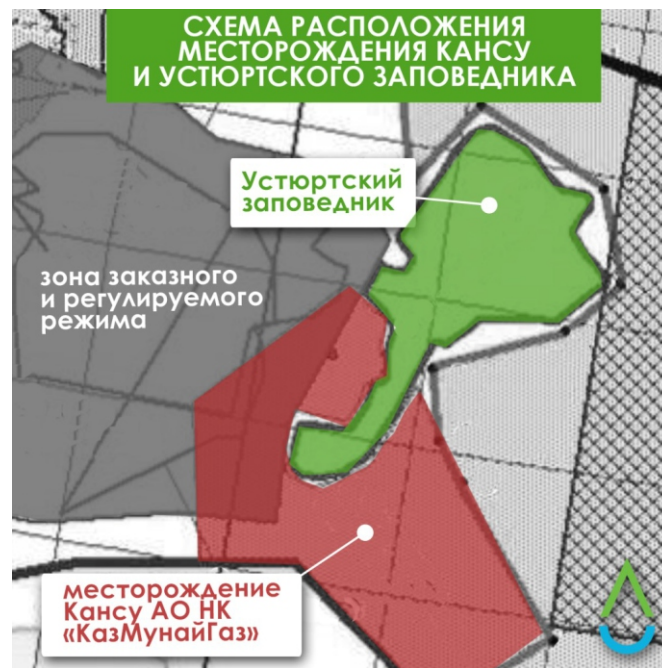 СХЕМА РАСПОЛОЖЕНИЯ
МЕСТОРОЖДЕНИЯ КАНСУ
И УСТЮРТСКОГО ЗАПОВЕДНИКА
Устюртский
заповедник
зона заказного
и регулируемого
режима
месторождение
Кансу АО НК
«КазМунайГаз»